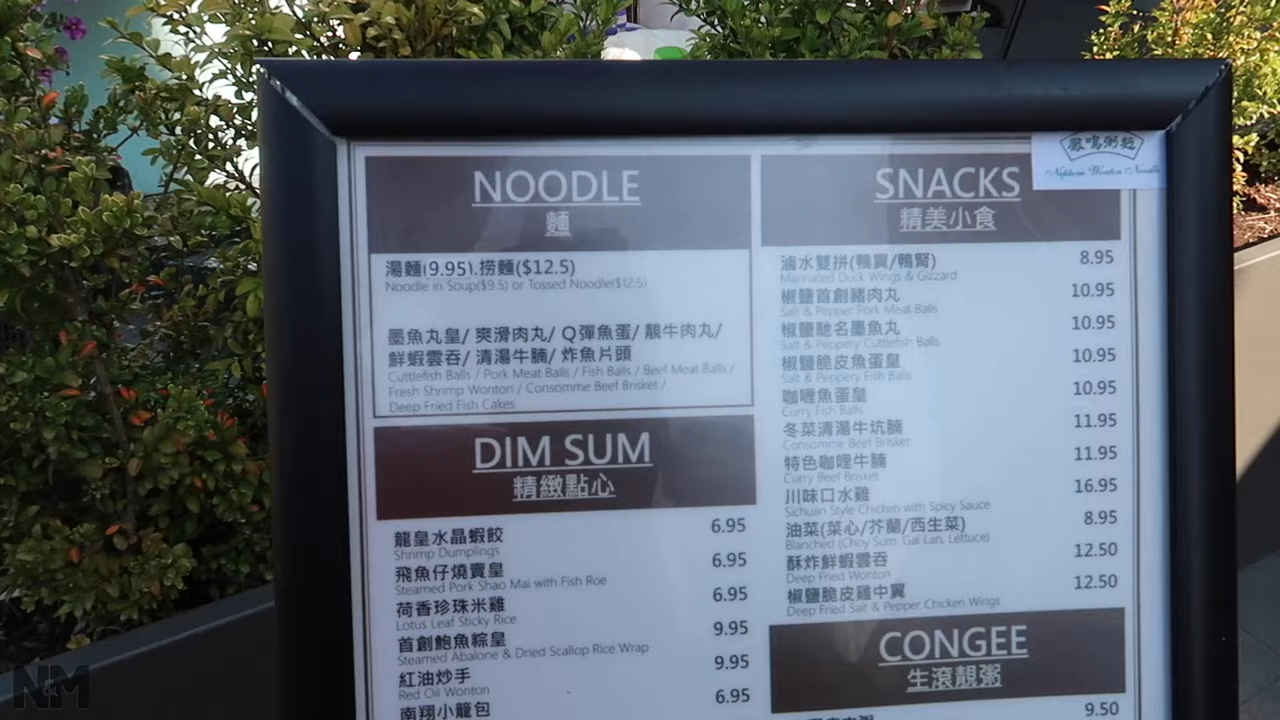 鳳鳴粥麵
Neptune Wonton Noodle
NOODLE
麵
湯麵(9.95).捞麵($12.5)
Noodle in Soup($9.5) or Tossed Noodle($12.5)
墨魚丸皇/ 爽滑肉丸/ Q彈魚蛋/ 靚牛肉丸/
鮮蝦雲吞/ 清湯牛腩/ 炸魚片頭
Cuttlefish Balls / Pork Meat Balls / Fish Balls / Beef Meat Balls /
Fresh Shrimp Wonton / Consomme Beef Brisket /
Deep Fried Fish Cakes
DIM SUM
精緻點心
龍皇水晶蝦餃 6.95
Shrimp Dumplings
飛魚仔燒賣皇 6.95
Steamed Pork Shao Mai with Fish Roe
荷香珍珠米雞 6.95
Lotus Leaf Sticky Rice
首創鮑魚粽皇 9.95
Steamed Abalone & Dried Scallop Rice Wrap
紅油炒手 9.95
Red Oil Wonton
南翔小籠包 6.95
SNACKS
精美小食
滷水雙拼(鴨翼/鴨腎) 8.95
Marinated Duck Wings & Gizzard
椒鹽首創豬肉丸 10.95
Salt & Pepper Pork Meat Balls
椒鹽馳名墨魚丸 10.95
Salt & Peppery Cuttlefish Balls
椒鹽脆皮魚蛋皇 10.95
Salt & Peppery Fish Balls
咖喱魚蛋皇 10.95
Curry Fish Balls
冬菜清湯牛坑腩 11.95
Consomme Beef Brisket
特色咖哩牛腩 11.95
Curry Beef Brisket
川味口水雞 16.95
Sichuan Style Chicken with Spicy Sauce
油菜(菜心/芥蘭/西生菜) 8.95
Blanched (Choy Sum, Gai Lan, Lettuce)
酥炸鮮蝦雲吞 12.50
Deep Fried Wonton
椒鹽脆皮雞中翼 12.50
Deep Fried Salt & Pepper Chicken Wings
CONGEE
生滾靚粥
9.50
N&M